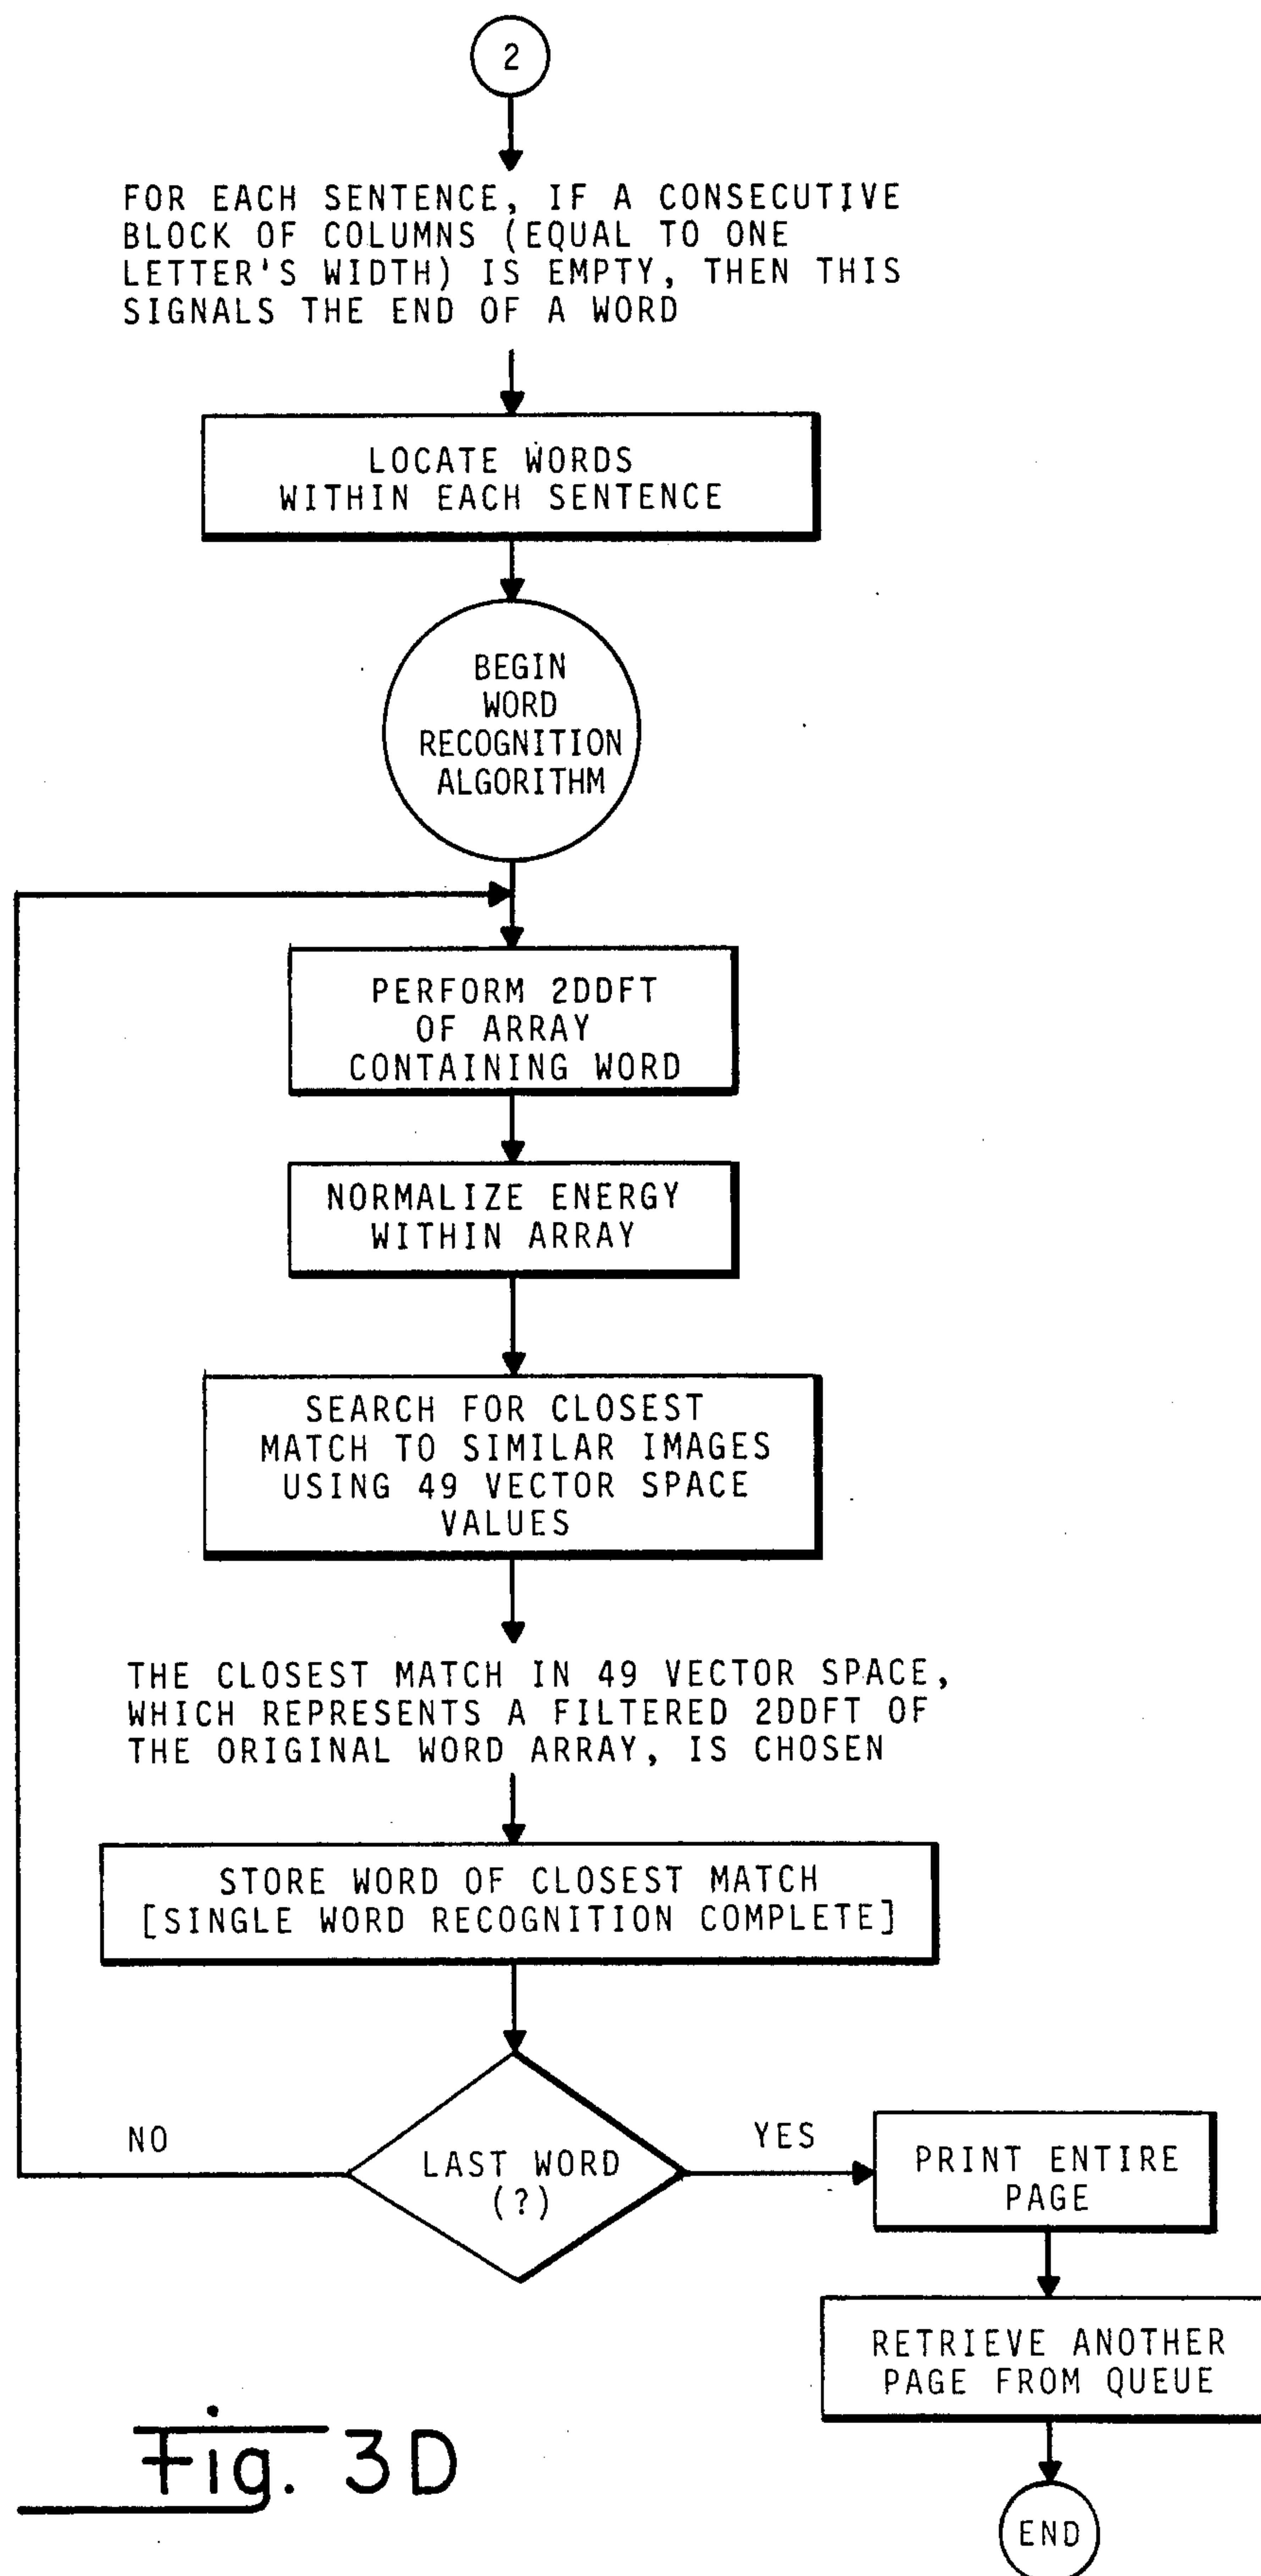 2
FOR EACH SENTENCE, IF A CONSECUTIVE
BLOCK OF COLUMNS (EQUAL TO ONE
LETTER'S WIDTH) IS EMPTY, THEN THIS
SIGNALS THE END OF A WORD
LOCATE WORDS
WITHIN EACH SENTENCE
BEGIN
WORD
RECOGNITION
ALGORITHM
PERFORM 2DDFT
OF ARRAY
CONTAINING WORD
NORMALIZE ENERGY
WITHIN ARRAY
SEARCH FOR CLOSEST
MATCH TO SIMILAR IMAGES
USING 49 VECTOR SPACE
VALUES
THE CLOSEST MATCH IN 49 VECTOR SPACE,
WHICH REPRESENTS A FILTERED 2DDFT OF
THE ORIGINAL WORD ARRAY, IS CHOSEN
STORE WORD OF CLOSEST MATCH
[SINGLE WORD RECOGNITION COMPLETE]
LAST WORD
(?)
NO
YES
PRINT ENTIRE
PAGE
RETRIEVE ANOTHER
PAGE FROM QUEUE
END
Fig. 3D